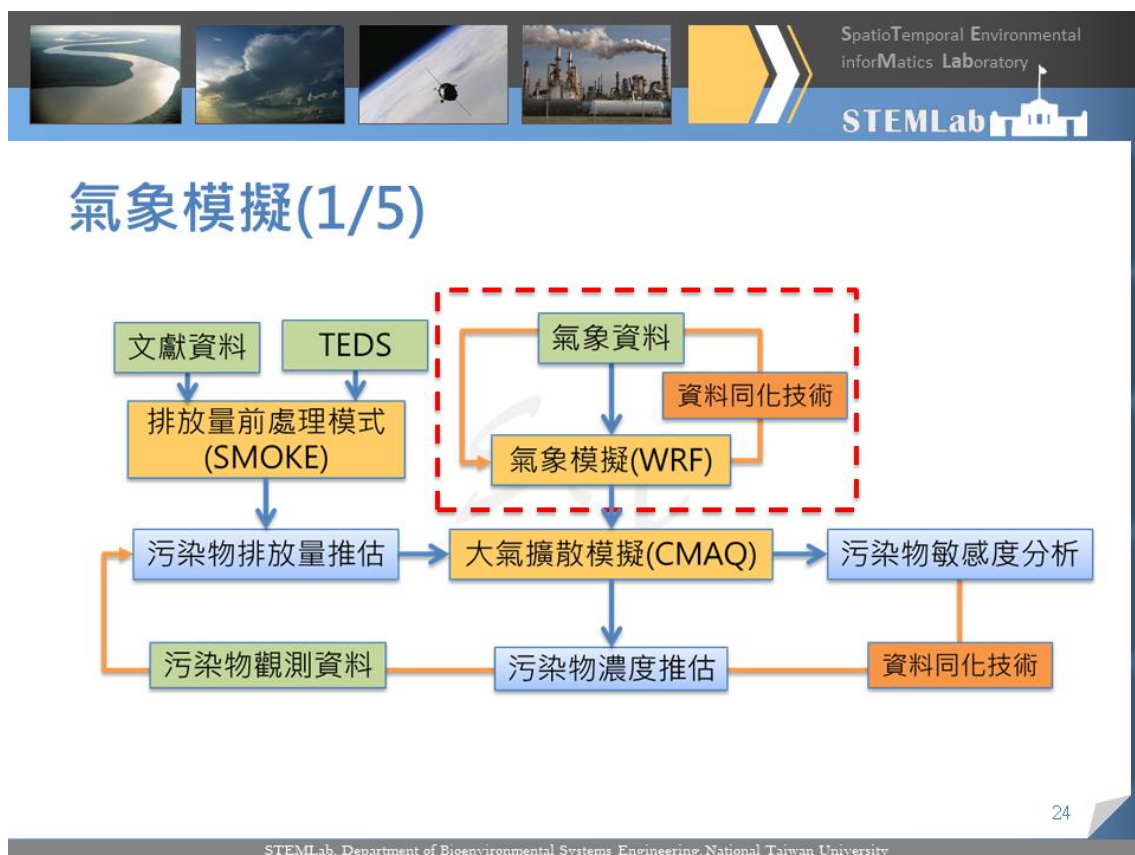 SpatioTemporal Environmental
inforMatics Laboratory
STEMLab
氣象模擬(1/5)
文獻資料
TEDS
氣象資料
資料同化技術
排放量前處理模式
(SMOKE)
氣象模擬(WRF)
污染物排放量推估
大氣擴散模擬(CMAQ)
污染物敏感度分析
污染物觀測資料
污染物濃度推估
資料同化技術
24
STEMLab, Department of Bioenvironmental Systems Engineering, National Taiwan University